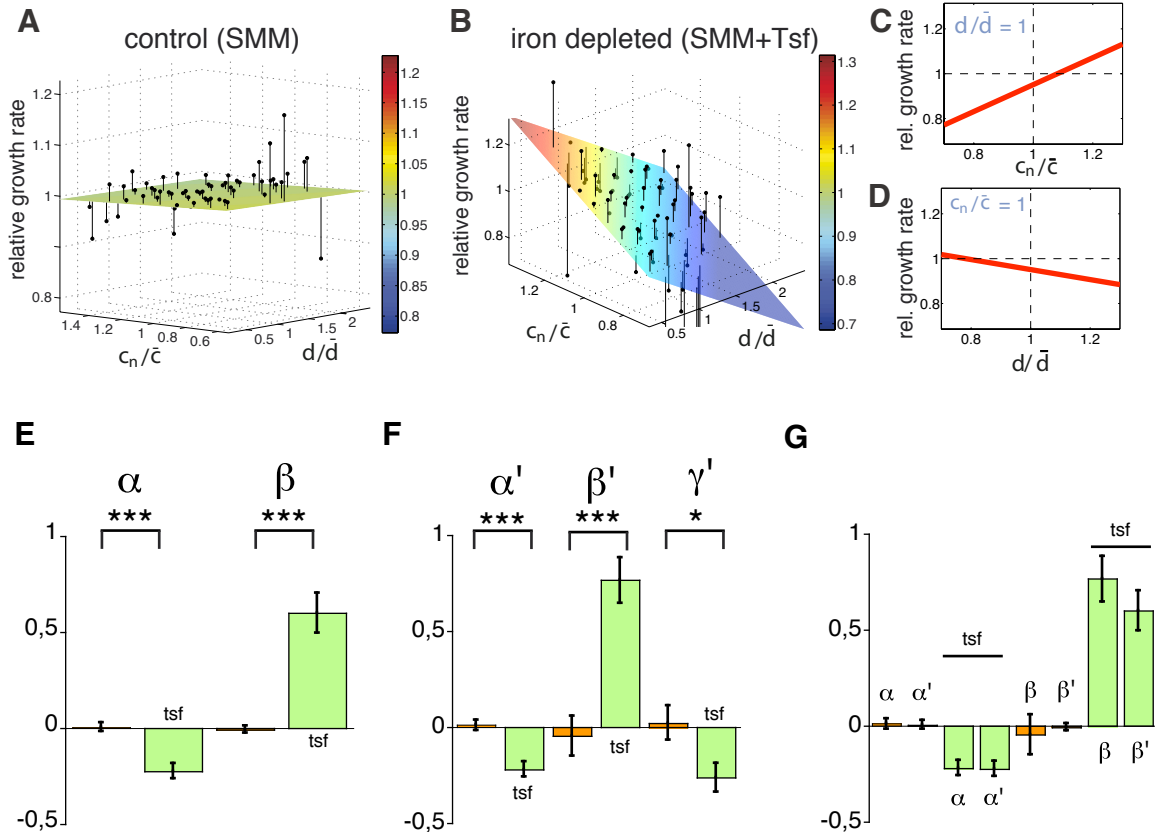 A
control (SMM)
relative growth rate
1.2
1.1
1
0.9
0.8
1.4
1.2
1
0.8
0.6
cn/c̄
0.5
1
1.5
2
d/d̄
1.2
1.15
1.1
1.05
1
0.95
0.9
0.85
0.8
B
iron depleted (SMM+Tsf)
relative growth rate
1.2
1
0.8
1.2
1
0.8
cn/c̄
0.5
1
1.5
2
d/d̄
1.3
1.2
1.1
1
0.9
0.8
0.7
C
d/d̄ = 1
rel. growth rate
1.2
1
0.8
0.8
1
1.2
cn/c̄
D
cn/c̄ = 1
rel. growth rate
1.2
1
0.8
0.8
1
1.2
d/d̄
E
α
β
***
***
1
0,5
0
-0,5
tsf
tsf
F
α'
β'
γ'
***
***
*
1
0,5
0
-0,5
tsf
tsf
tsf
G
1
0,5
0
-0,5
tsf
tsf
α
α'
β
β'
α
α'
β
β'